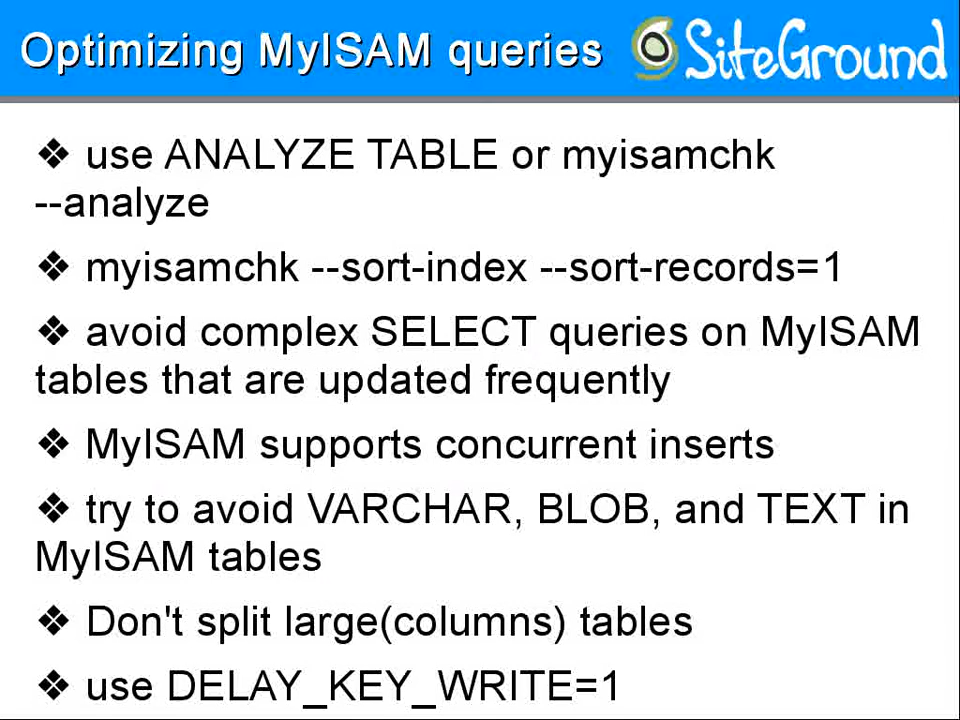 Optimizing MyISAM queries
SiteGround
❖ use ANALYZE TABLE or myisamchk
--analyze
❖ myisamchk --sort-index --sort-records=1
❖ avoid complex SELECT queries on MyISAM
tables that are updated frequently
❖ MyISAM supports concurrent inserts
❖ try to avoid VARCHAR, BLOB, and TEXT in
MyISAM tables
❖ Don't split large(columns) tables
❖ use DELAY_KEY_WRITE=1